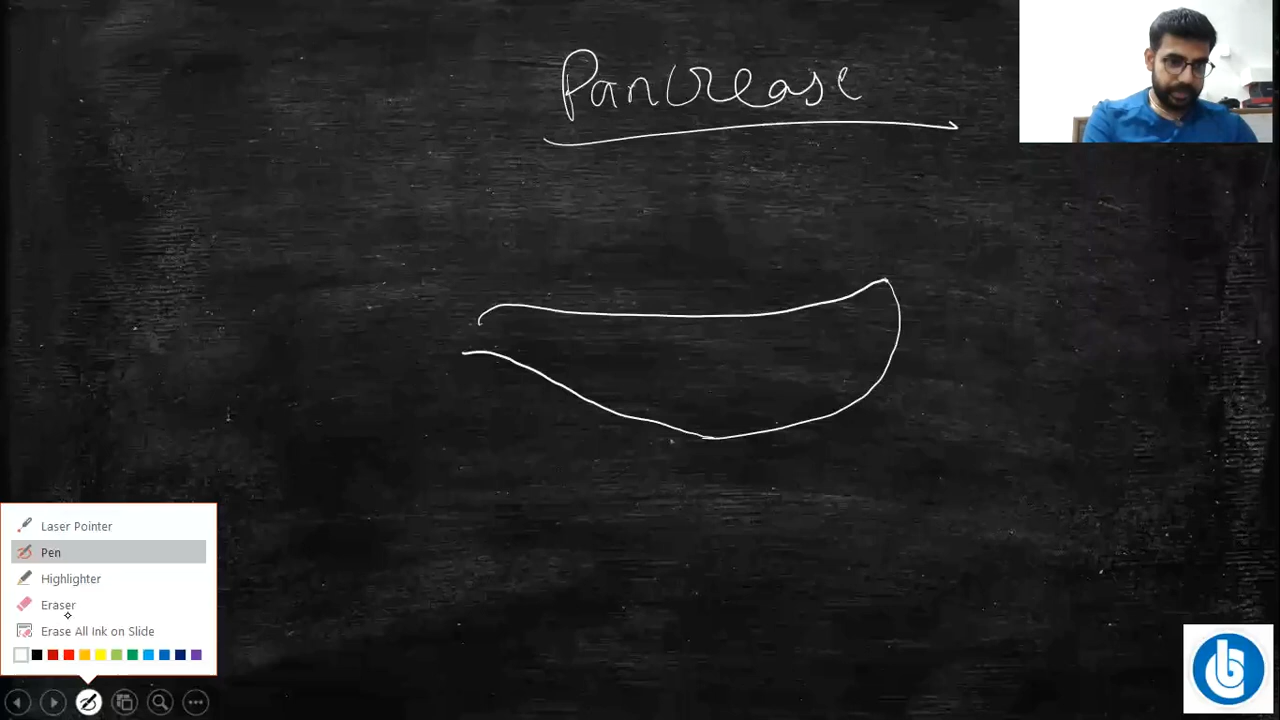 Pancrease
Laser Pointer
Pen
Highlighter
Eraser
Erase All Ink on Slide